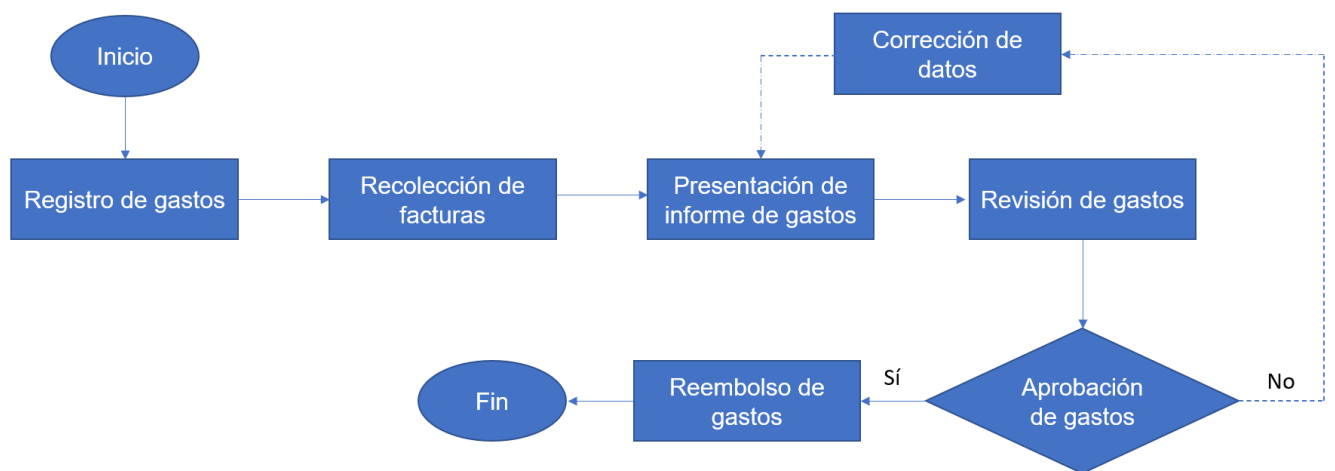 Inicio
Corrección de
datos
Registro de gastos
Recolección de
facturas
Presentación de
informe de gastos
Revisión de gastos
Fin
Reembolso de
gastos
Sí
Aprobación
de gastos
No